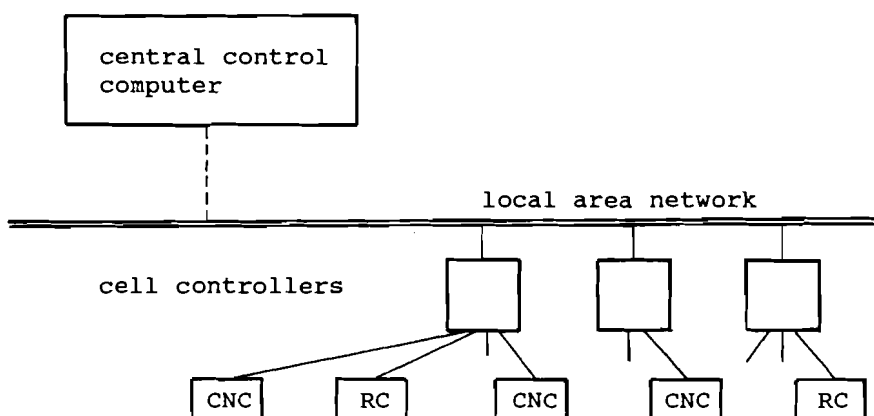 central control
computer
local area network
cell controllers
CNC RC CNC CNC RC